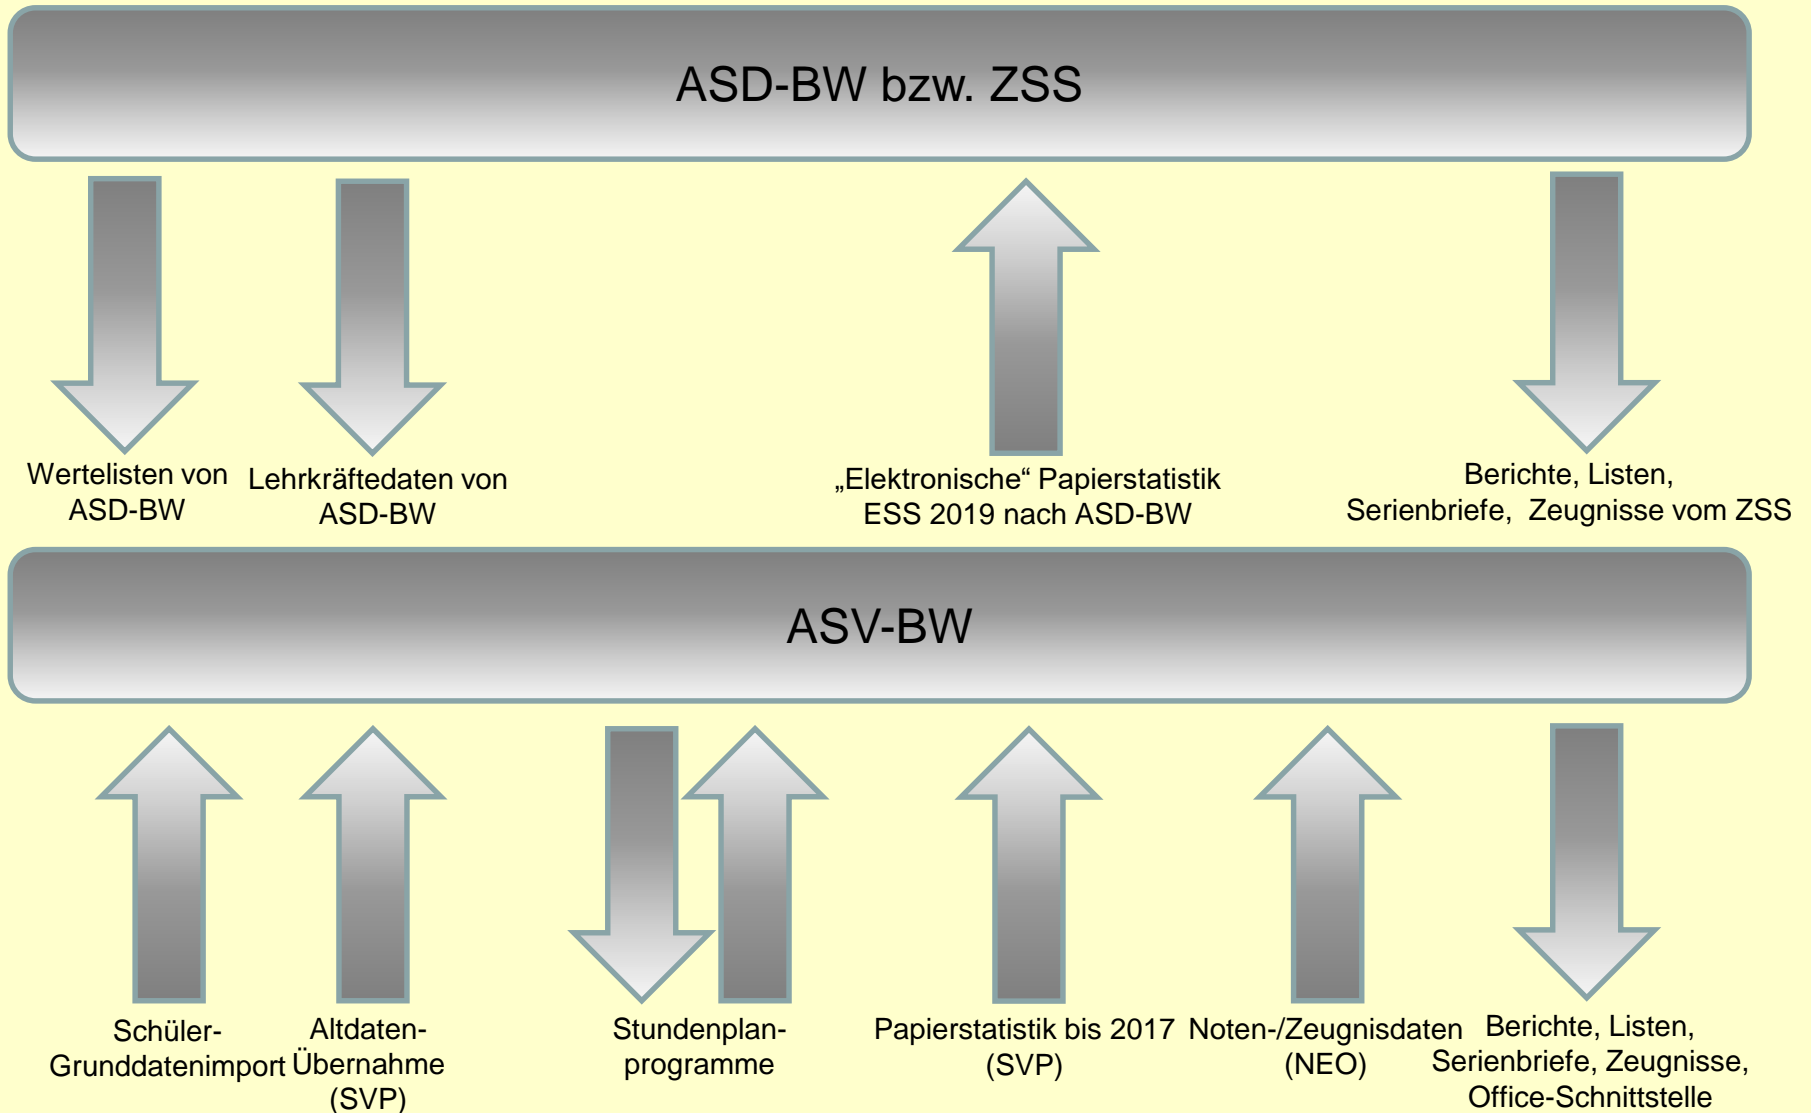 ASD-BW bzw. ZSS
Wertelisten von
ASD-BW
Lehrkräftedaten von
ASD-BW
„Elektronische“ Papierstatistik
ESS 2019 nach ASD-BW
Berichte, Listen,
Serienbriefe, Zeugnisse vom ZSS
ASV-BW
Schüler-
Grunddatenimport
Altdaten-
Übernahme
(SVP)
Stundenplan-
programme
Papierstatistik bis 2017
(SVP)
Noten-/Zeugnisdaten
(NEO)
Berichte, Listen,
Serienbriefe, Zeugnisse,
Office-Schnittstelle